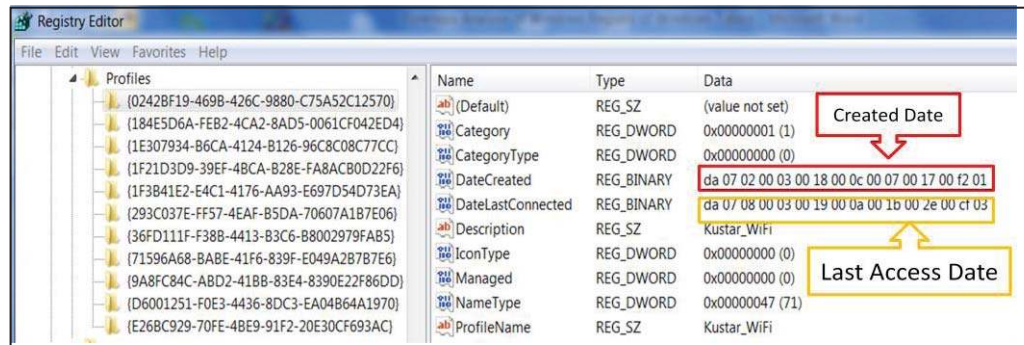 Registry Editor
File Edit View Favorites Help
Profiles
{0242BF19-469B-426C-9880-C75A52C12570}
{184E5D6A-FEB2-4CA2-8AD5-0061CF042ED4}
{1E307934-B6CA-4124-B126-96C8C08C77CC}
{1F21D3D9-39EF-4BCA-B28E-FA8ACB0D22F6}
{1F3B41E2-E4C1-4176-AA93-E697D54D73EA}
{293C037E-FF57-4EAF-B5DA-70607A1B7E06}
{36FD111F-F38B-4413-B3C6-B8002979FAB5}
{71596A68-BABE-41F6-839F-E049A2B7B7E6}
{9A8FC84C-ABD2-41BB-83E4-8390E22F86DD}
{D6001251-F0E3-4436-8DC3-EA04B64A1970}
{E26BC929-70FE-4BE9-91F2-20E30CF693AC}
Name Type Data
(Default) REG_SZ (value not set)
Category REG_DWORD 0x00000001 (1)
CategoryType REG_DWORD 0x00000000 (0)
DateCreated REG_BINARY da 07 02 00 03 00 18 00 0c 00 07 00 17 00 f2 01
DateLastConnected REG_BINARY da 07 08 00 03 00 19 00 0a 00 1b 00 2e 00 cf 03
Description REG_SZ Kustar_WiFi
IconType REG_DWORD 0x00000000 (0)
Managed REG_DWORD 0x00000000 (0)
NameType REG_DWORD 0x00000047 (71)
ProfileName REG_SZ Kustar_WiFi
Created Date
Last Access Date